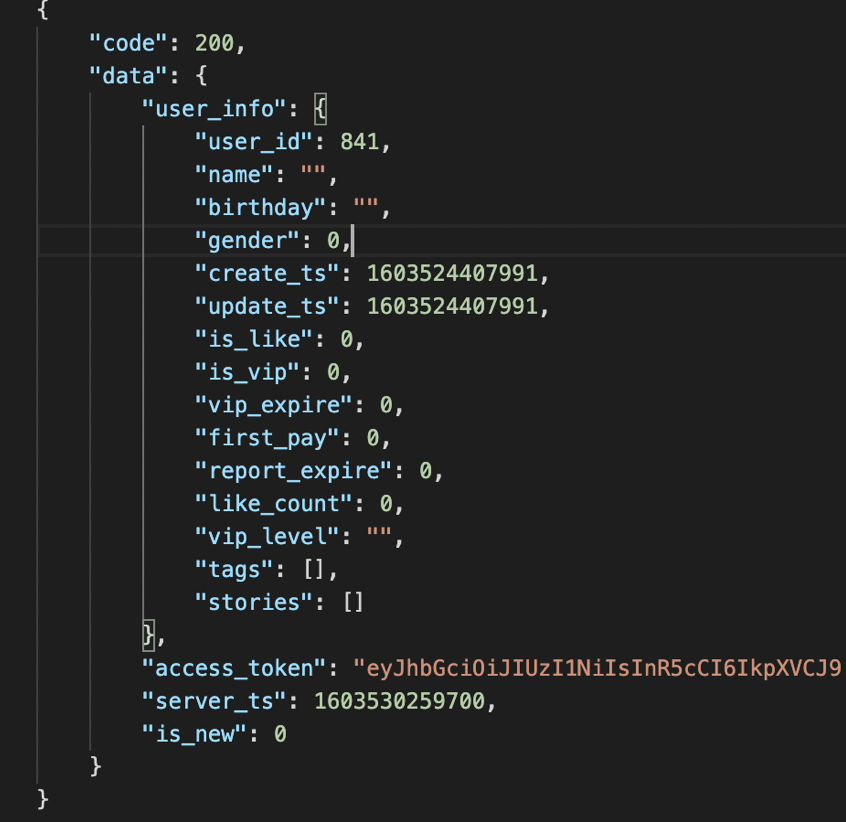 {
"code": 200,
"data": {
"user_info": {
"user_id": 841,
"name": "",
"birthday": "",
"gender": 0,
"create_ts": 1603524407991,
"update_ts": 1603524407991,
"is_like": 0,
"is_vip": 0,
"vip_expire": 0,
"first_pay": 0,
"report_expire": 0,
"like_count": 0,
"vip_level": "",
"tags": [],
"stories": []
},
"access_token": "eyJhbGciOiJIUzI1NiIsInR5cCI6IkpXVCJ9
"server_ts": 1603530259700,
"is_new": 0
}
}